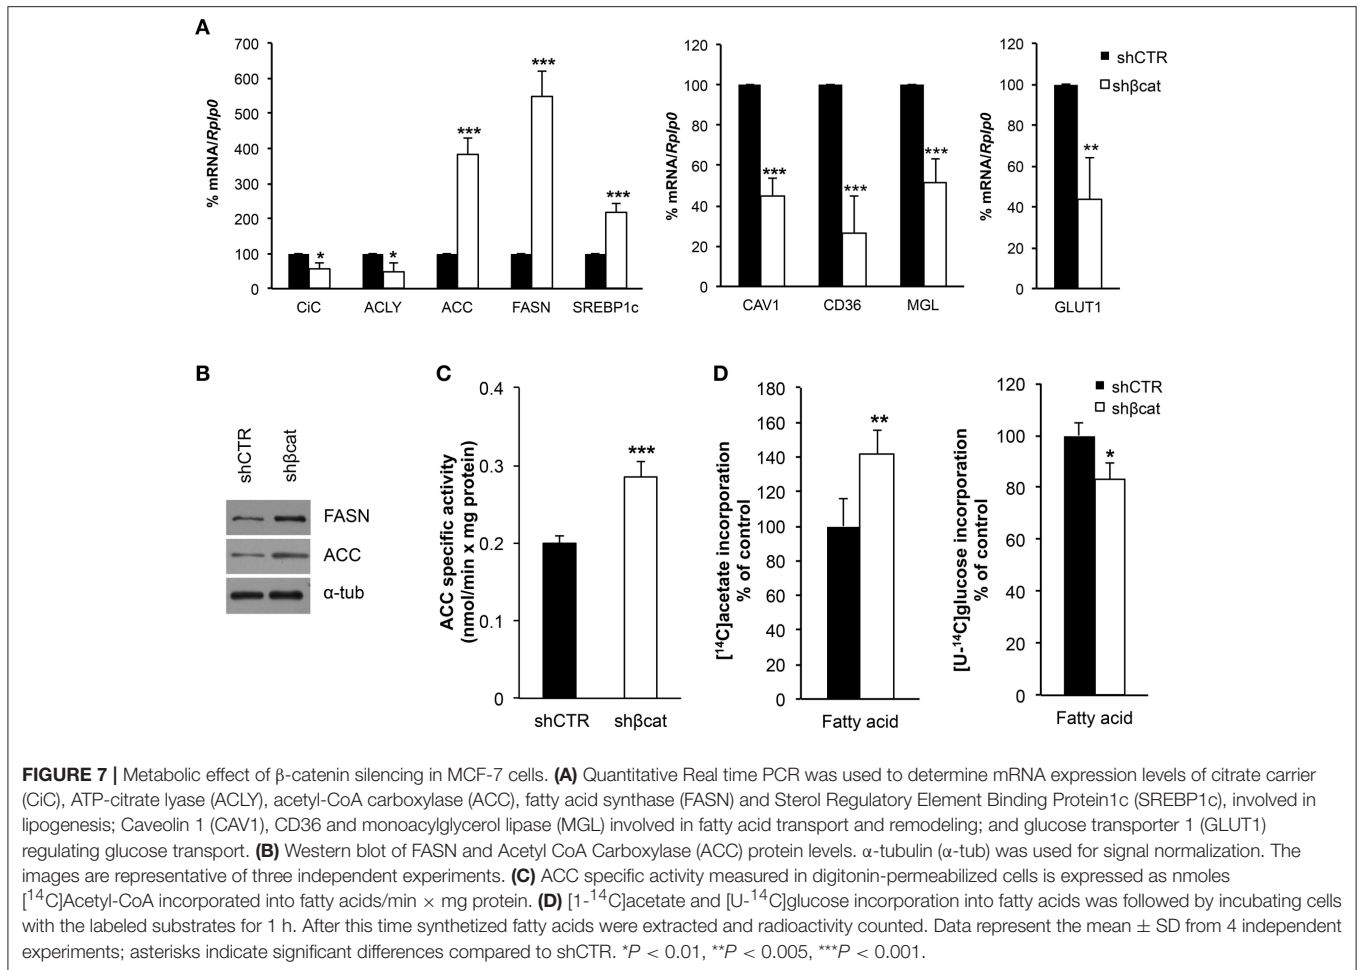 A
700
600
500
400
300
200
100
0
% mRNA/Rplp0
*
*
***
***
***
CiC ACLY ACC FASN SREBP1c
120
100
80
60
40
20
0
% mRNA/Rplp0
***
***
***
CAV1 CD36 MGL
120
100
80
60
40
20
0
% mRNA/Rplp0
**
GLUT1
shCTR
shβcat
B
shCTR
shβcat
FASN
ACC
α-tub
C
0.4
0.3
0.2
0.1
0
ACC specific activity
(nmol/min x mg protein)
***
shCTR shβcat
D
180
160
140
120
100
80
60
40
20
0
[¹⁴C]acetate incorporation
% of control
**
Fatty acid
120
100
80
60
40
20
0
[U-¹⁴C]glucose incorporation
% of control
*
Fatty acid
shCTR
shβcat
FIGURE 7 | Metabolic effect of β-catenin silencing in MCF-7 cells. (A) Quantitative Real time PCR was used to determine mRNA expression levels of citrate carrier
(CiC), ATP-citrate lyase (ACLY), acetyl-CoA carboxylase (ACC), fatty acid synthase (FASN) and Sterol Regulatory Element Binding Protein1c (SREBP1c), involved in
lipogenesis; Caveolin 1 (CAV1), CD36 and monoacylglycerol lipase (MGL) involved in fatty acid transport and remodeling; and glucose transporter 1 (GLUT1)
regulating glucose transport. (B) Western blot of FASN and Acetyl CoA Carboxylase (ACC) protein levels. α-tubulin (α-tub) was used for signal normalization. The
images are representative of three independent experiments. (C) ACC specific activity measured in digitonin-permeabilized cells is expressed as nmoles
[¹⁴C]Acetyl-CoA incorporated into fatty acids/min × mg protein. (D) [1-¹⁴C]acetate and [U-¹⁴C]glucose incorporation into fatty acids was followed by incubating cells
with the labeled substrates for 1 h. After this time synthetized fatty acids were extracted and radioactivity counted. Data represent the mean ± SD from 4 independent
experiments; asterisks indicate significant differences compared to shCTR. *P < 0.01, **P < 0.005, ***P < 0.001.